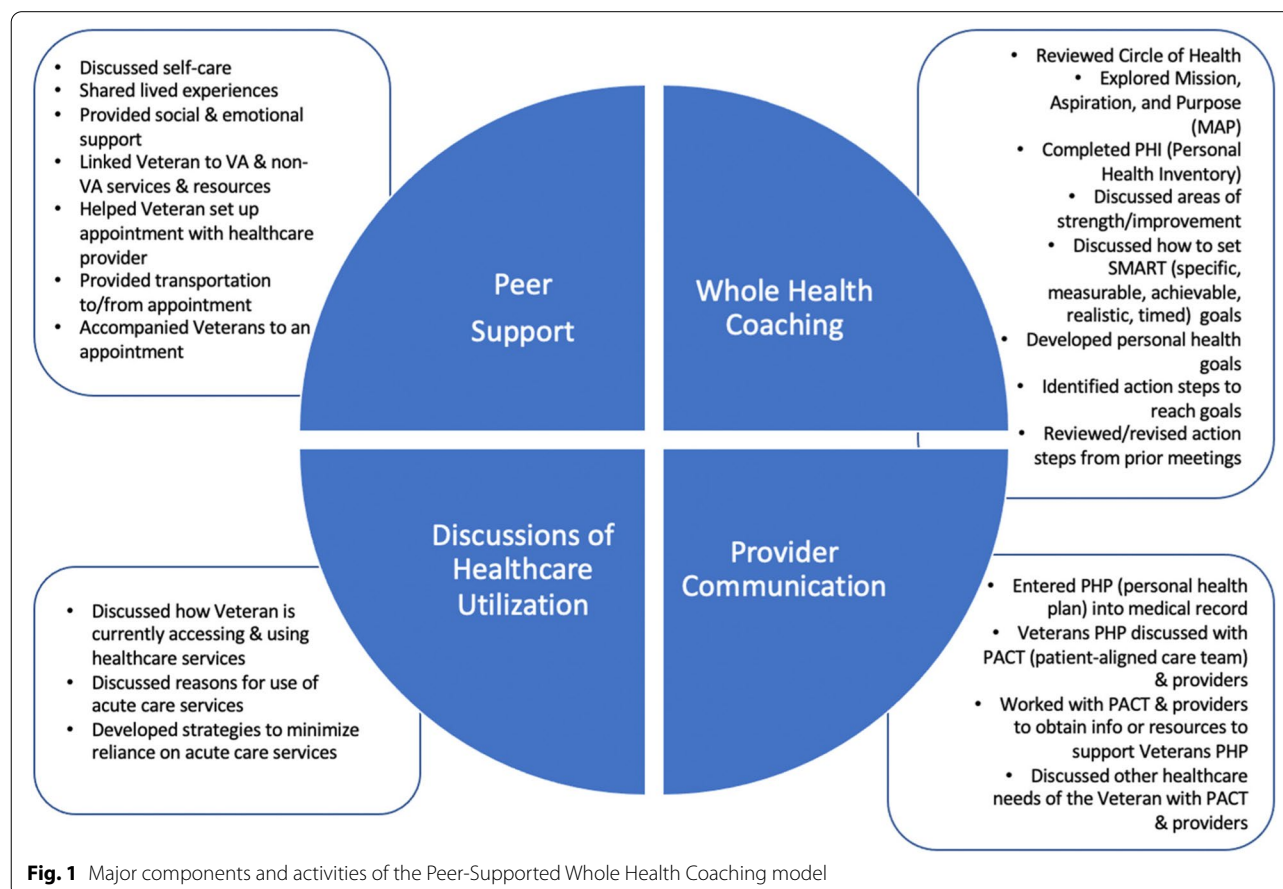 • Discussed self-care
• Shared lived experiences
• Provided social & emotional
support
• Linked Veteran to VA & non-
VA services & resources
• Helped Veteran set up
appointment with healthcare
provider
• Provided transportation
to/from appointment
• Accompanied Veterans to an
appointment
Peer
Support
Whole Health
Coaching
• Reviewed Circle of Health
• Explored Mission,
Aspiration, and Purpose
(MAP)
• Completed PHI (Personal
Health Inventory)
• Discussed areas of
strength/improvement
• Discussed how to set
SMART (specific,
measurable, achievable,
realistic, timed) goals
• Developed personal health
goals
• Identified action steps to
reach goals
• Reviewed/revised action
steps from prior meetings
• Discussed how Veteran is
currently accessing & using
healthcare services
• Discussed reasons for use of
acute care services
• Developed strategies to minimize
reliance on acute care services
Discussions of
Healthcare
Utilization
Provider
Communication
• Entered PHP (personal health
plan) into medical record
• Veterans PHP discussed with
PACT (patient-aligned care team)
& providers
• Worked with PACT & providers
to obtain info or resources to
support Veterans PHP
• Discussed other healthcare
needs of the Veteran with PACT
& providers
Fig. 1 Major components and activities of the Peer-Supported Whole Health Coaching model